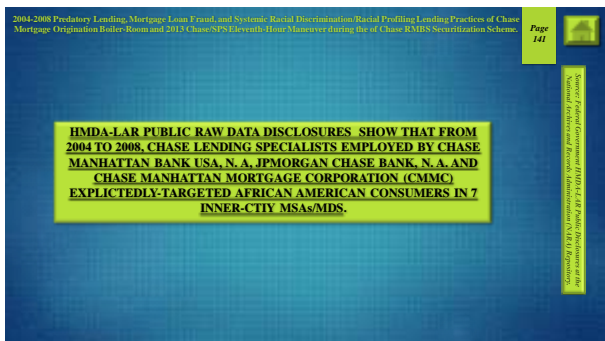 2004-2008 Predatory Lending, Mortgage Loan Fraud, and Systemic Racial Discrimination/Racial Profiling Lending Practices of Chase
Mortgage Origination Boiler-Room and 2013 Chase/SPS Eleventh-Hour Maneuver during the of Chase RMBS Securitization Scheme.
Page
141
HMDA-LAR PUBLIC RAW DATA DISCLOSURES SHOW THAT FROM
2004 TO 2008, CHASE LENDING SPECIALISTS EMPLOYED BY CHASE
MANHATTAN BANK USA, N. A, JPMORGAN CHASE BANK, N. A. AND
CHASE MANHATTAN MORTGAGE CORPORATION (CMMC)
EXPLICTEDLY-TARGETED AFRICAN AMERICAN CONSUMERS IN 7
INNER-CTIY MSAs/MDS.
Source: Federal Government HMDA-LAR Public Disclosures at the
National Archives and Records Administration (NARA) Repository.